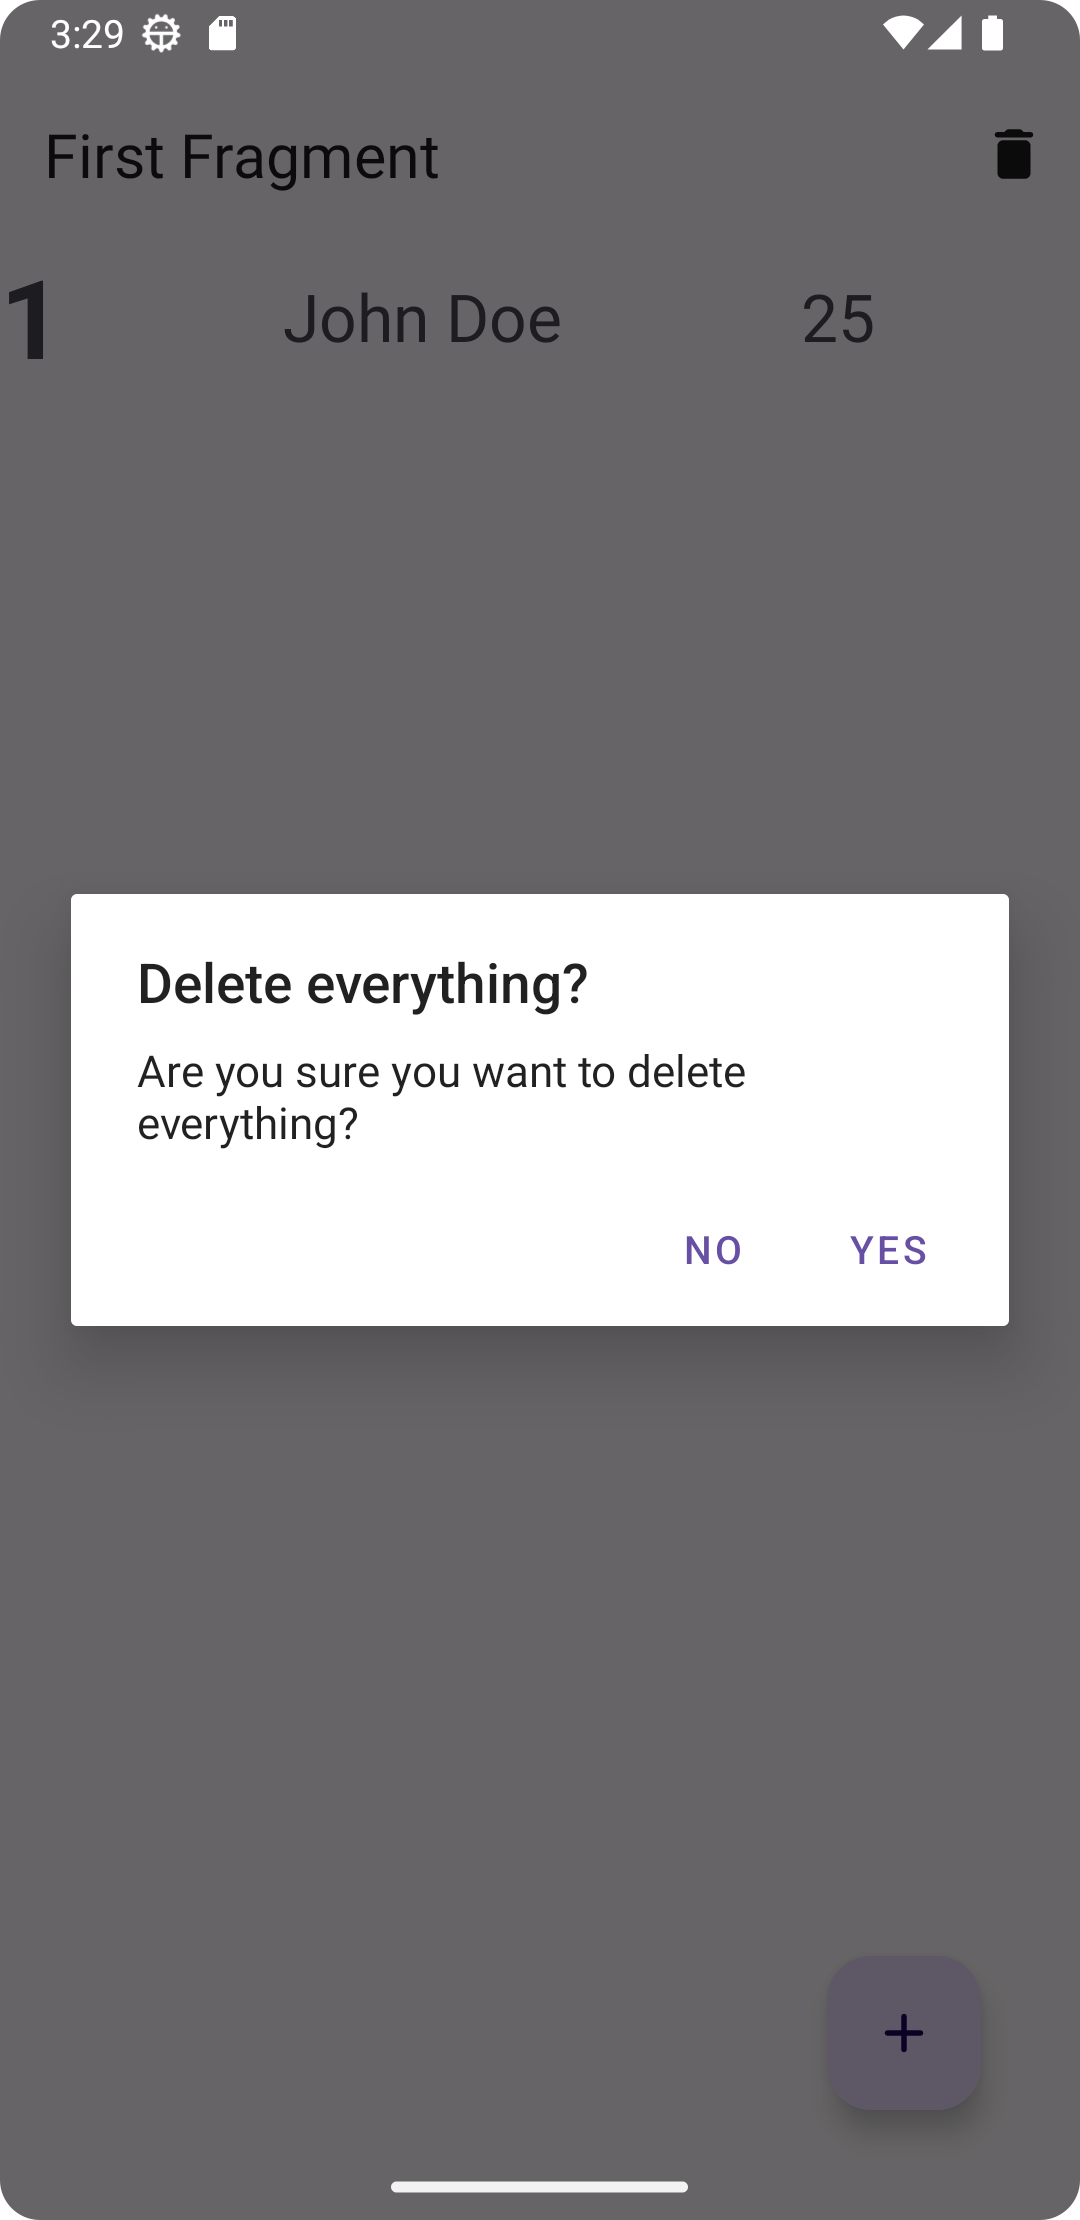 3:29
First Fragment
1 John Doe 25
Delete everything?
Are you sure you want to delete
everything?
NO YES